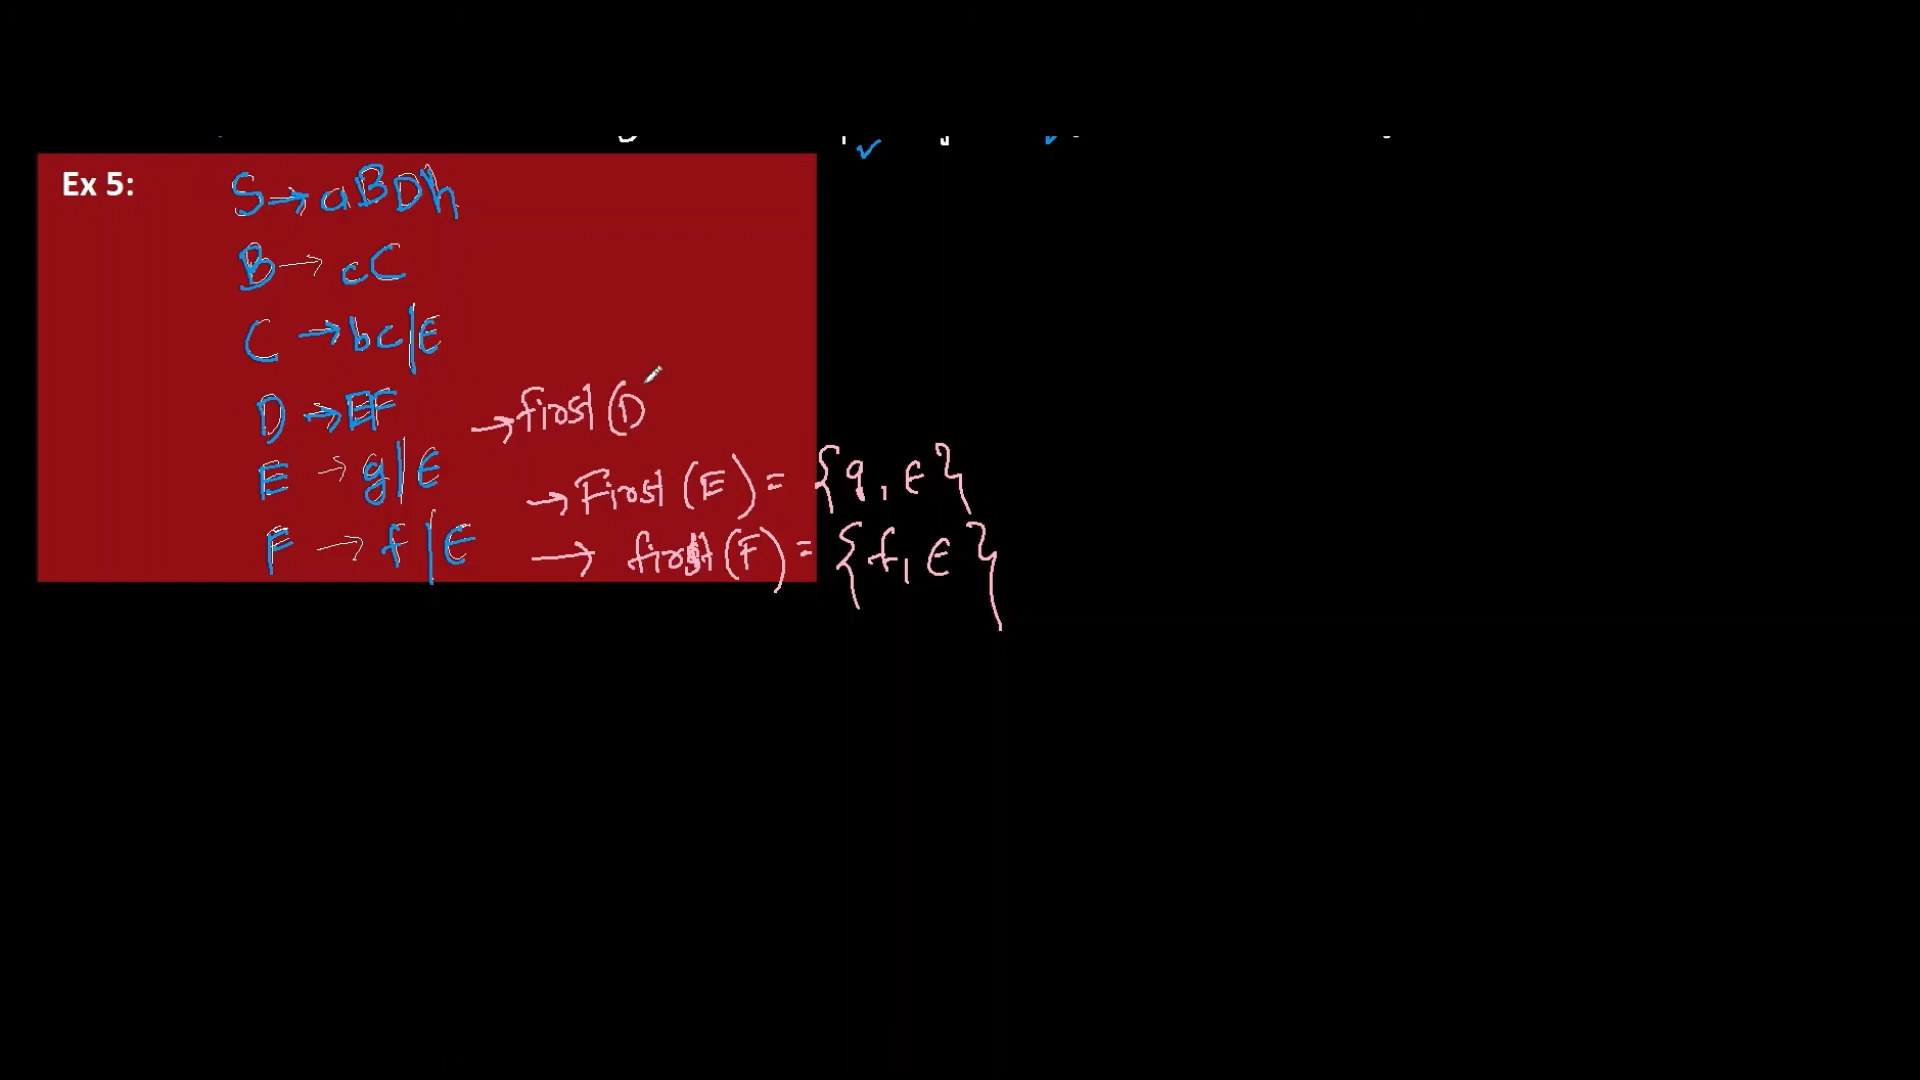 Ex 5: S → aBDh
B → cC
C → bc|ϵ
D → EF → first (D
E → g|ϵ → First (E) = {g, ϵ}
F → f|ϵ → first (F) = {f, ϵ}